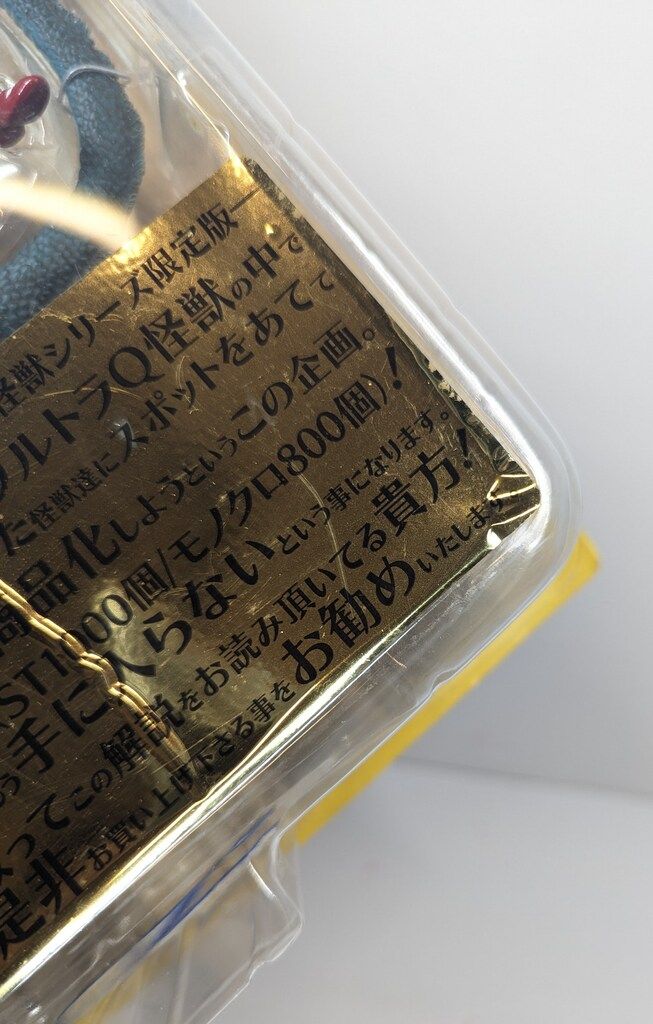 怪獣シリーズ限定版―
ウルトラQ怪獣の中で
た怪獣達にスポットをあてて
商品化しようというこの企画。
ST1000個/モノクロ800個)!
手に入らないという事になります。
ってこの解説をお読み頂いてる貴方!
是非お買い上げ下さる事をお勧めいたします